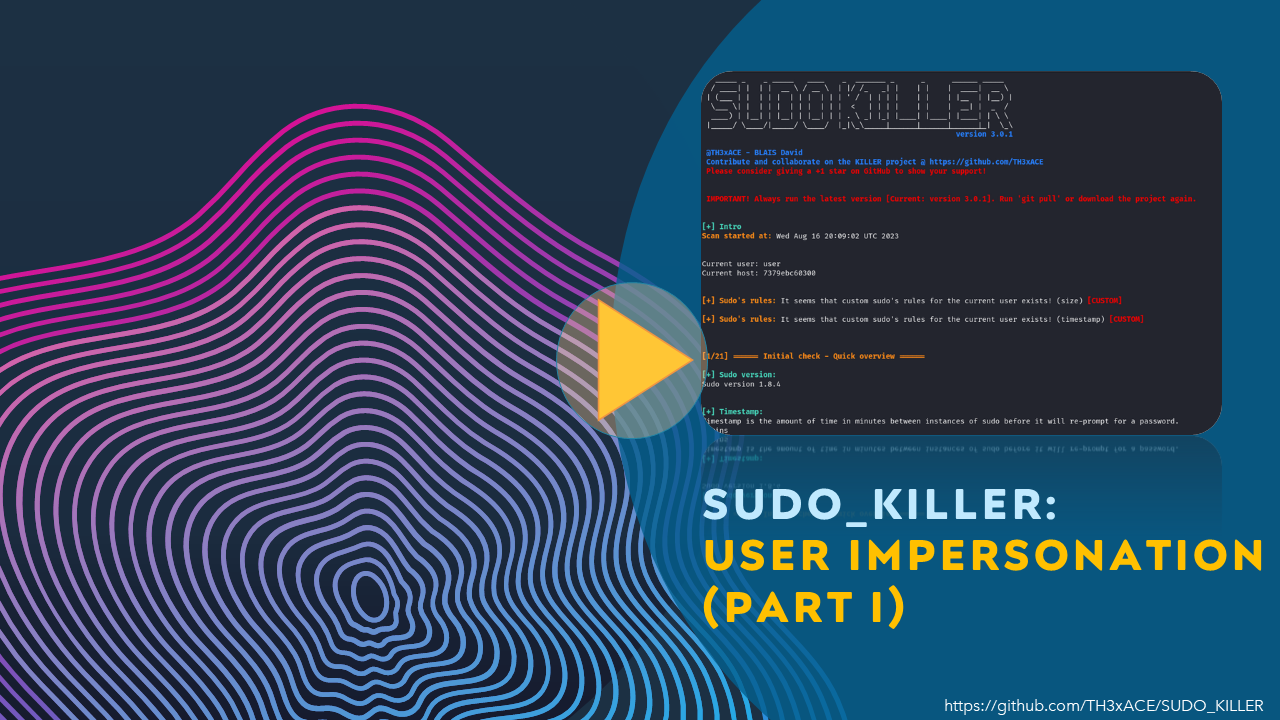 SUDOKILLER
version 3.0.1
@TH3xACE - BLAIS David
Contribute and collaborate on the KILLER project @ https://github.com/TH3xACE
Please consider giving a +1 star on GitHub to show your support!
IMPORTANT! Always run the latest version [Current: version 3.0.1]. Run 'git pull' or download the project again.
[+] Intro
Scan started at: Wed Aug 16 20:09:02 UTC 2023
Current user: user
Current host: 7379ebc60300
[+] Sudo's rules: It seems that custom sudo's rules for the current user exists! (size) [CUSTOM]
[+] Sudo's rules: It seems that custom sudo's rules for the current user exists! (timestamp) [CUSTOM]
[1/21] ══════ Initial check - Quick overview ══════
[+] Sudo version:
Sudo version 1.8.4
[+] Timestamp:
Timestamp is the amount of time in minutes between instances of sudo before it will re-prompt for a password.
SUDO_KILLER:
USER IMPERSONATION
(PART I)
https://github.com/TH3xACE/SUDO_KILLER